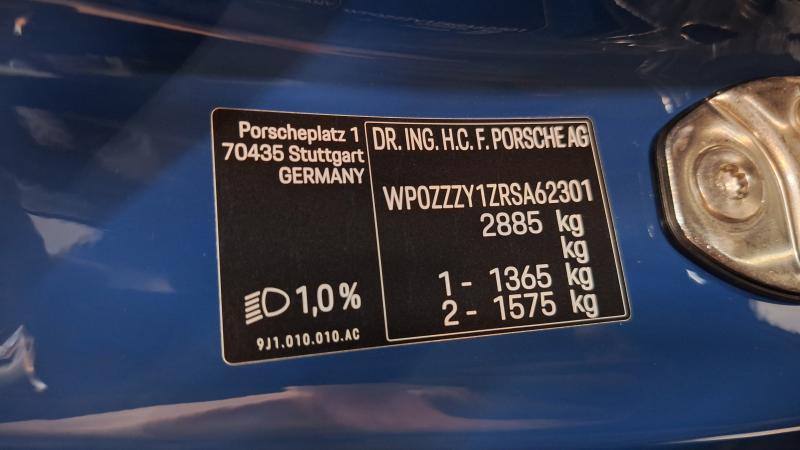 Porscheplatz 1
70435 Stuttgart
GERMANY
1,0%
9J1.010.010.AC
DR. ING. H.C. F. PORSCHE AG
WP0ZZZY1ZRSA62301
2885 kg
kg
1 - 1365 kg
2 - 1575 kg